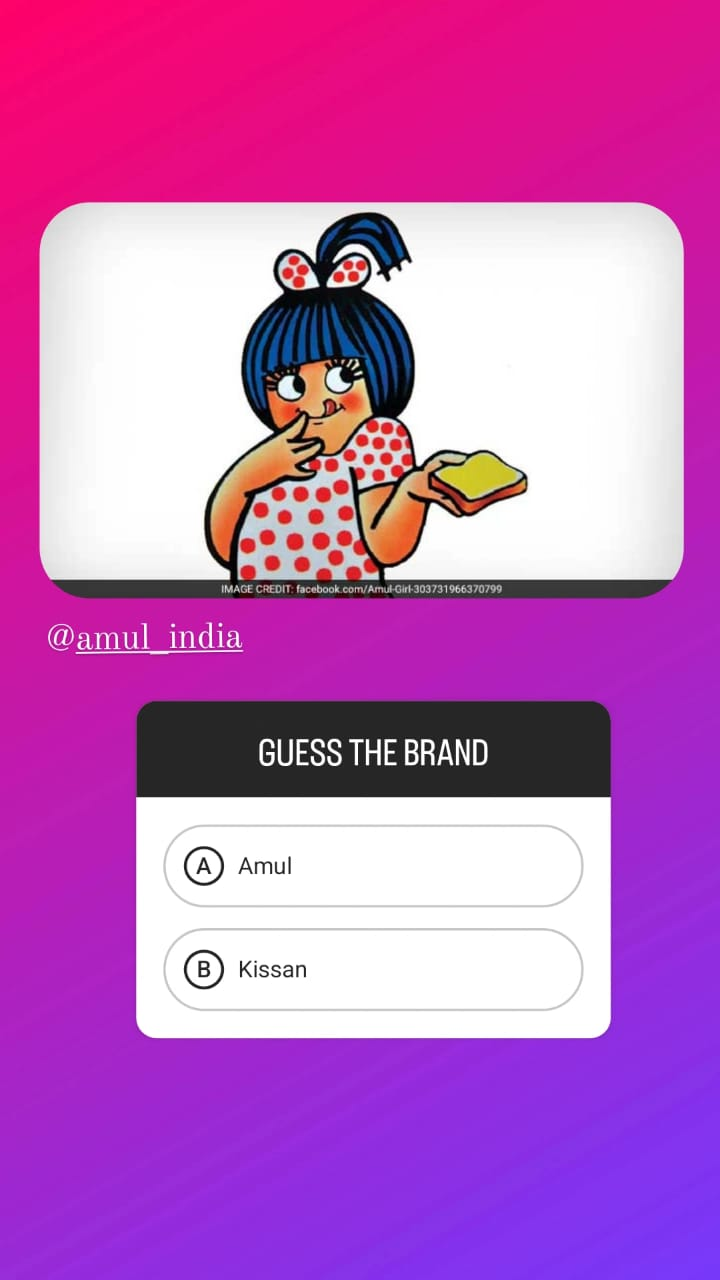 IMAGE CREDIT: facebook.com/Amul-Girl-303731966370799
@amul_india
GUESS THE BRAND
A Amul
B Kissan